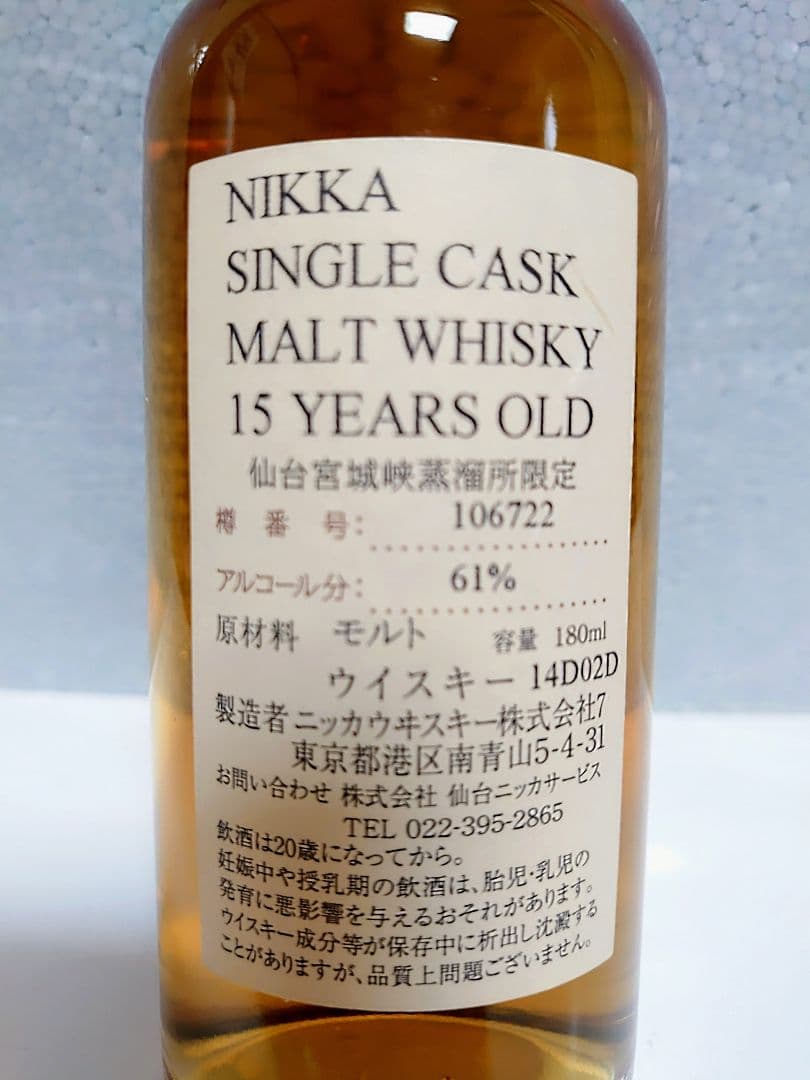 NIKKA
SINGLE CASK
MALT WHISKY
15 YEARS OLD
仙台宮城峡蒸溜所限定
樽番号: 106722
アルコール分: 61%
原材料 モルト 容量 180ml
ウイスキー 14D02D
製造者 ニッカウヰスキー株式会社7
東京都港区南青山5-4-31
お問い合わせ 株式会社 仙台ニッカサービス
TEL 022-395-2865
飲酒は20歳になってから。
妊娠中や授乳期の飲酒は、胎児・乳児の
発育に悪影響を与えるおそれがあります。
ウイスキー成分等が保存中に析出し沈澱する
ことがありますが、品質上問題ございません。